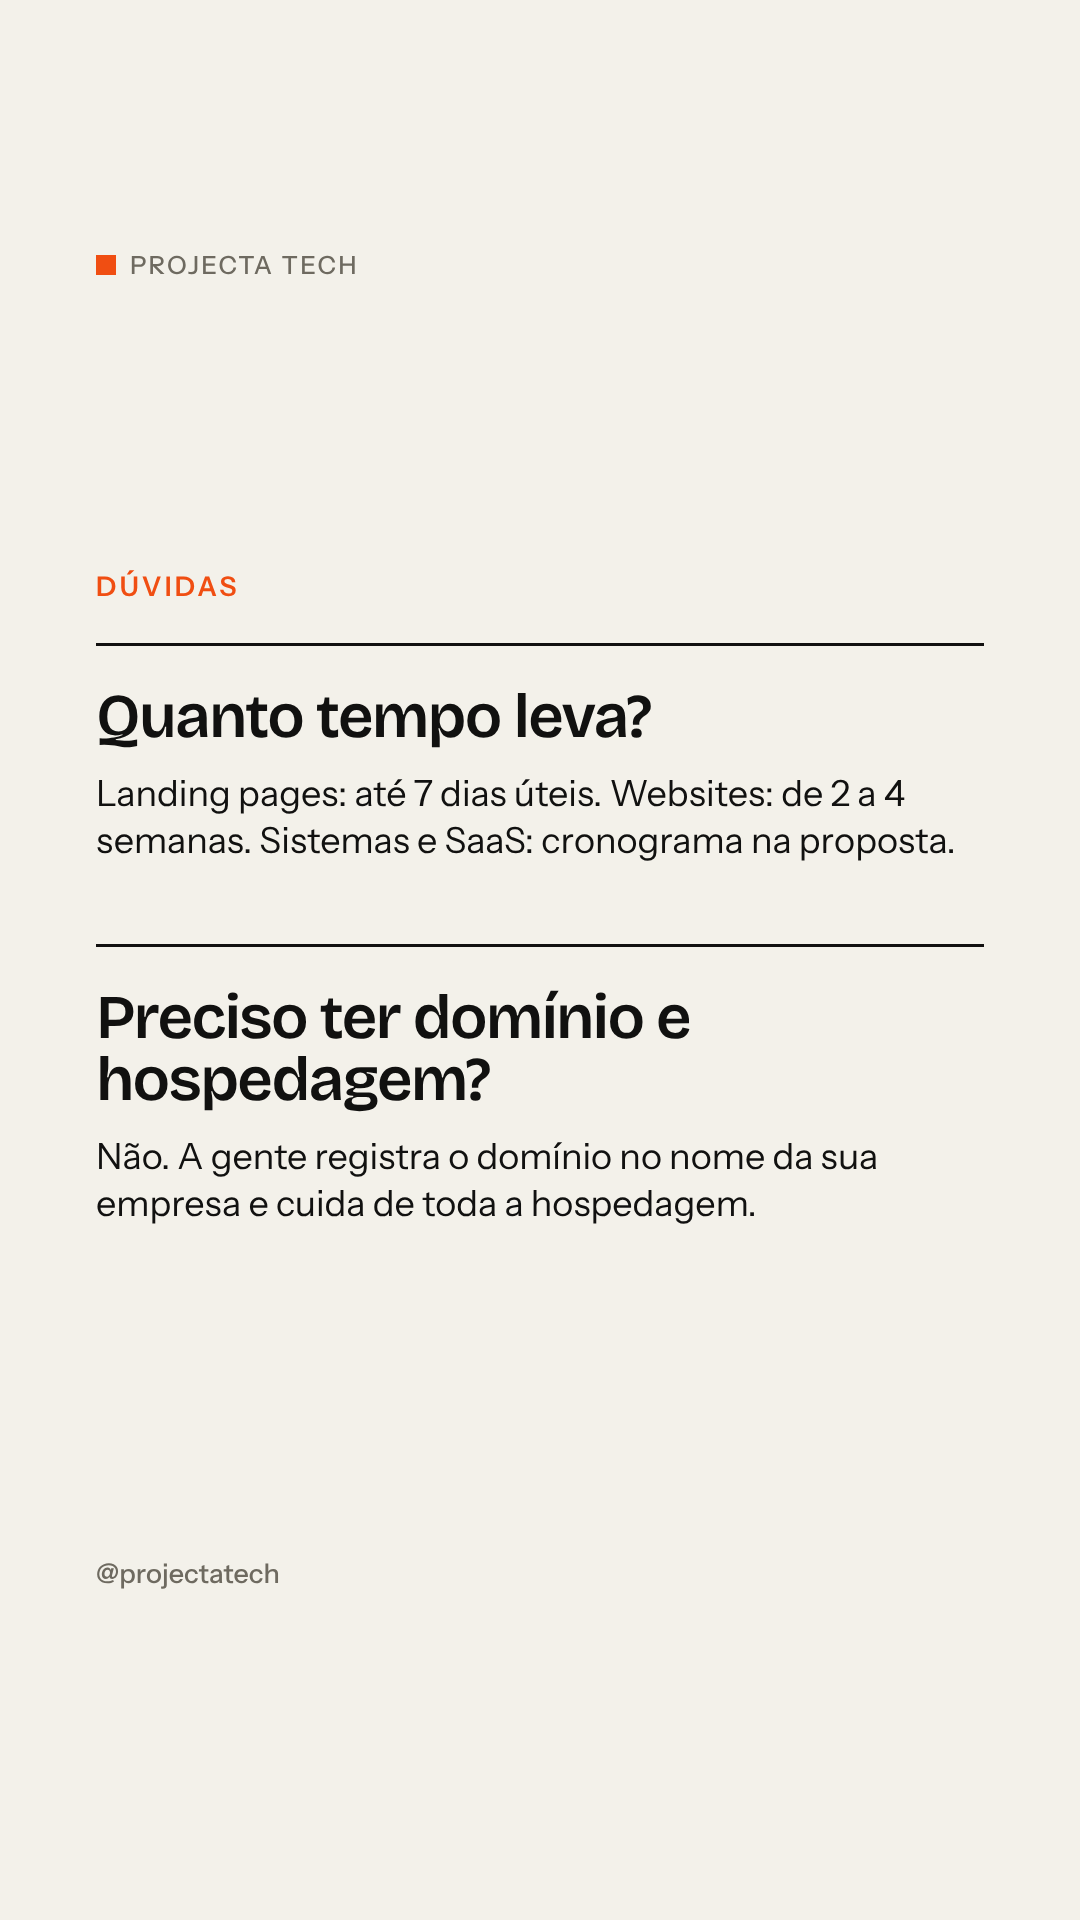 PROJECTA TECH
DÚVIDAS
Quanto tempo leva?
Landing pages: até 7 dias úteis. Websites: de 2 a 4
semanas. Sistemas e SaaS: cronograma na proposta.
Preciso ter domínio e
hospedagem?
Não. A gente registra o domínio no nome da sua
empresa e cuida de toda a hospedagem.
@projectatech